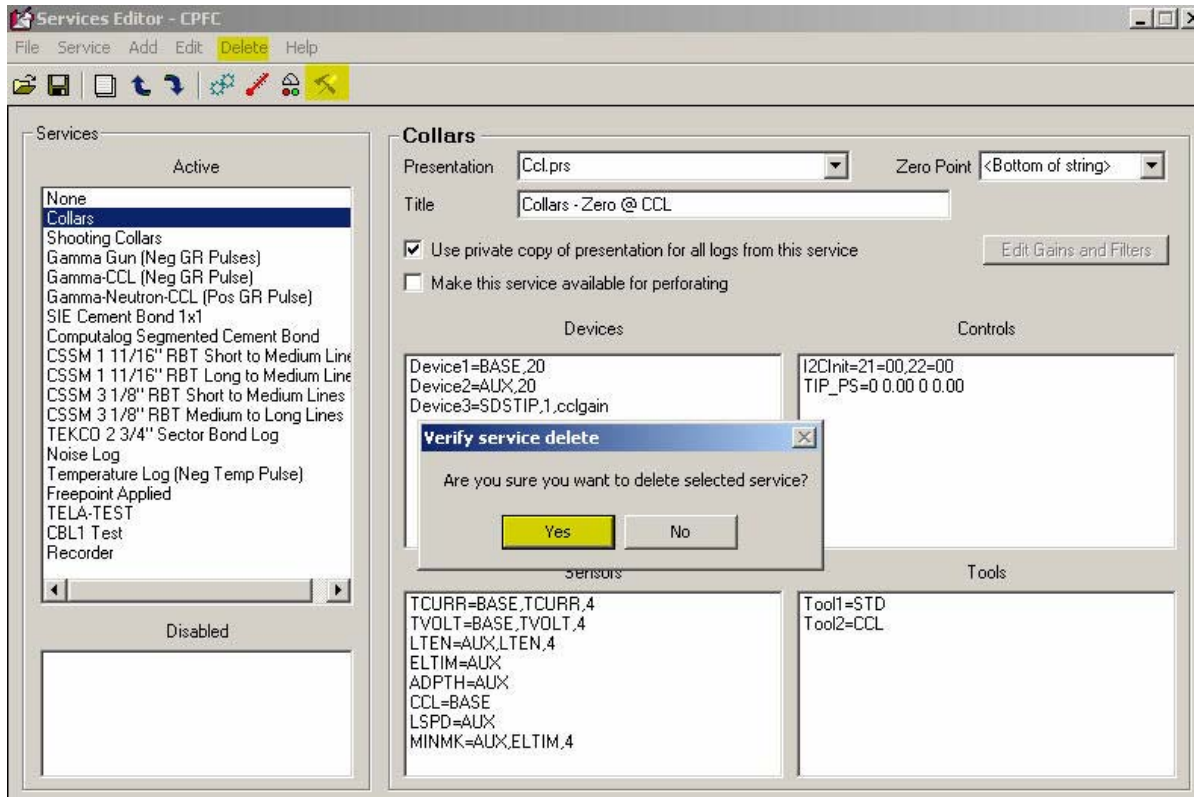 Services Editor - CPFC
File Service Add Edit Delete Help
Services
Active
None
Collars
Shooting Collars
Gamma Gun (Neg GR Pulses)
Gamma-CCL (Neg GR Pulse)
Gamma-Neutron-CCL (Pos GR Pulse)
SIE Cement Bond 1x1
Computalog Segmented Cement Bond
CSSM 1 11/16" RBT Short to Medium Line
CSSM 1 11/16" RBT Long to Medium Line
CSSM 3 1/8" RBT Short to Medium Lines
CSSM 3 1/8" RBT Medium to Long Lines
TEKCO 2 3/4" Sector Bond Log
Noise Log
Temperature Log (Neg Temp Pulse)
Freepoint Applied
TELA-TEST
CBL1 Test
Recorder
Disabled
Collars
Presentation Ccl.prs Zero Point <Bottom of string>
Title Collars - Zero @ CCL
Use private copy of presentation for all logs from this service
Edit Gains and Filters
Make this service available for perforating
Devices
Device1=BASE,20
Device2=AUX,20
Device3=SDSTIP,1,cclgain
Controls
I2CInit=21=00,22=00
TIP_PS=0 0.00 0 0.00
Verify service delete
Are you sure you want to delete selected service?
Yes No
Sensors
TCURR=BASE,TCURR,4
TVOLT=BASE,TVOLT,4
LTEN=AUX,LTEN,4
ELTIM=AUX
ADPTH=AUX
CCL=BASE
LSPD=AUX
MINMK=AUX,ELTIM,4
Tools
Tool1=STD
Tool2=CCL